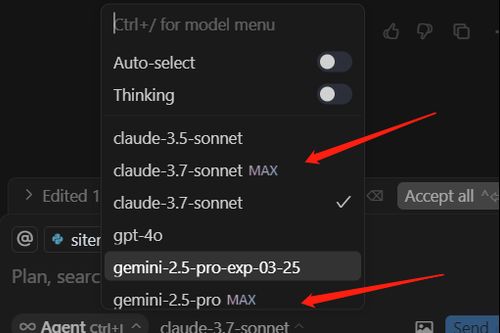 Ctrl+/ for model menu
Auto-select
Thinking
claude-3.5-sonnet
claude-3.7-sonnet MAX
claude-3.7-sonnet
gpt-4o
gemini-2.5-pro-exp-03-25
gemini-2.5-pro MAX
> Edited 1
Accept all
@
Plan, searc
∞ Agent Ctrl+I ^ claude-3.7-sonnet ^
Send